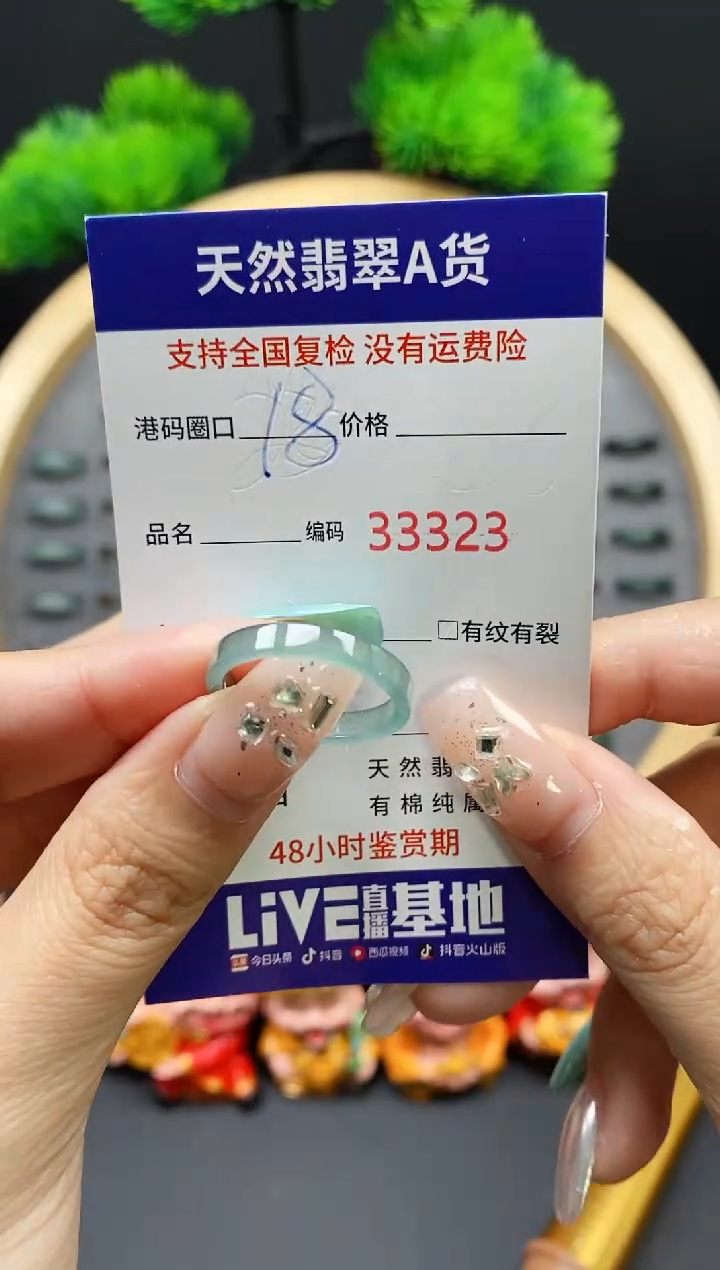 天然翡翠A货
支持全国复检 没有运费险
港码圈口 18 价格
品名 编码 33323
□有纹有裂
天然翡
有棉纯属
48小时鉴赏期
LiVE直播基地
今日头条 抖音 西瓜视频 抖音火山版